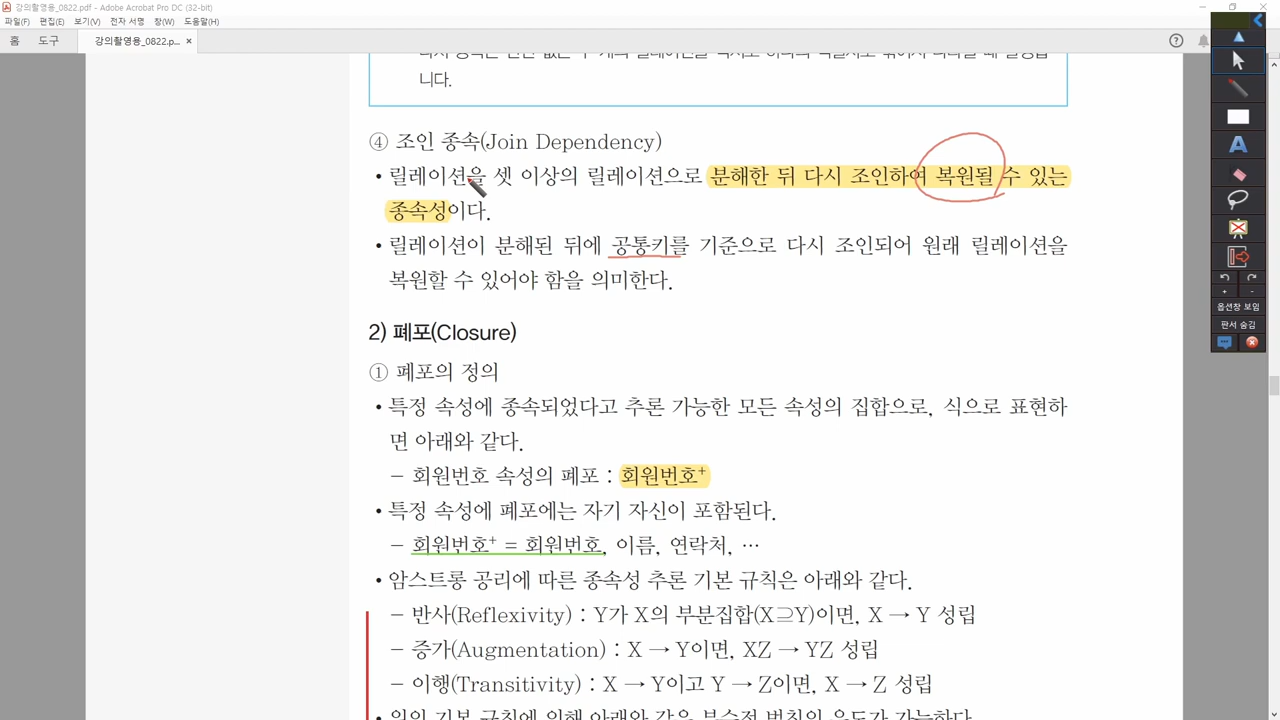 강의촬영용_0822.pdf - Adobe Acrobat Pro DC (32-bit)
파일(F) 편집(E) 보기(V) 전자 서명 창(W) 도움말(H)
홈 도구 강의촬영용_0822.p... ×
니다.
④ 조인 종속(Join Dependency)
• 릴레이션을 셋 이상의 릴레이션으로 분해한 뒤 다시 조인하여 복원될 수 있는
종속성이다.
• 릴레이션이 분해된 뒤에 공통키를 기준으로 다시 조인되어 원래 릴레이션을
복원할 수 있어야 함을 의미한다.
2) 폐포(Closure)
① 폐포의 정의
• 특정 속성에 종속되었다고 추론 가능한 모든 속성의 집합으로, 식으로 표현하
면 아래와 같다.
– 회원번호 속성의 폐포 : 회원번호⁺
• 특정 속성에 폐포에는 자기 자신이 포함된다.
– 회원번호⁺ = 회원번호, 이름, 연락처, …
• 암스트롱 공리에 따른 종속성 추론 기본 규칙은 아래와 같다.
– 반사(Reflexivity) : Y가 X의 부분집합(X⊇Y)이면, X → Y 성립
– 증가(Augmentation) : X → Y이면, XZ → YZ 성립
– 이행(Transitivity) : X → Y이고 Y → Z이면, X → Z 성립
옵션창 보임
판서 숨김